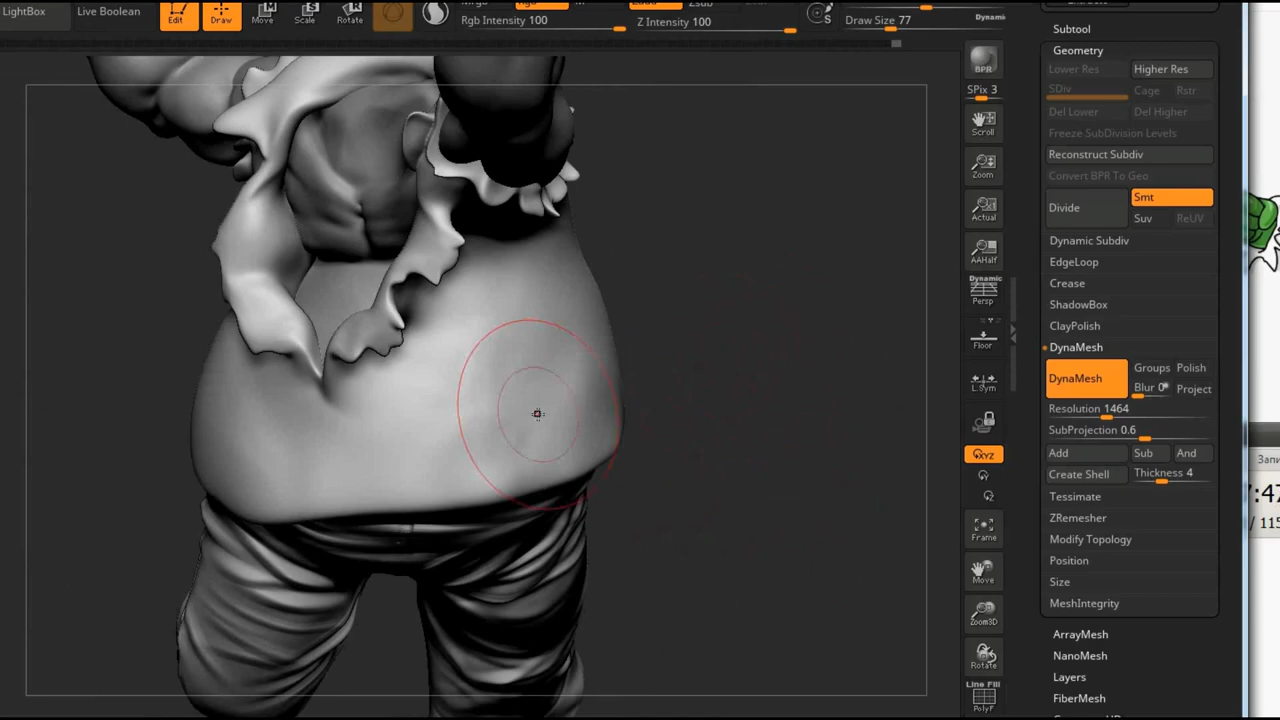 LightBox
Live Boolean
Edit
Draw
Move
Scale
Rotate
Rgb Intensity 100
Z Intensity 100
S
Draw Size 77
Dynamic
BPR
SPix 3
Scroll
Zoom
Actual
AAHalf
Dynamic
Persp
Floor
L.Sym
XYZ
Frame
Move
Zoom3D
Rotate
Line Fill
PolyF
Subtool
Geometry
Lower Res
Higher Res
SDiv
Cage
Rstr
Del Lower
Del Higher
Freeze SubDivision Levels
Reconstruct Subdiv
Convert BPR To Geo
Divide
Smt
Suv
ReUV
Dynamic Subdiv
EdgeLoop
Crease
ShadowBox
ClayPolish
DynaMesh
DynaMesh
Groups
Polish
Blur 0
Project
Resolution 1464
SubProjection 0.6
Add
Sub
And
Create Shell
Thickness 4
Tessimate
ZRemesher
Modify Topology
Position
Size
MeshIntegrity
ArrayMesh
NanoMesh
Layers
FiberMesh